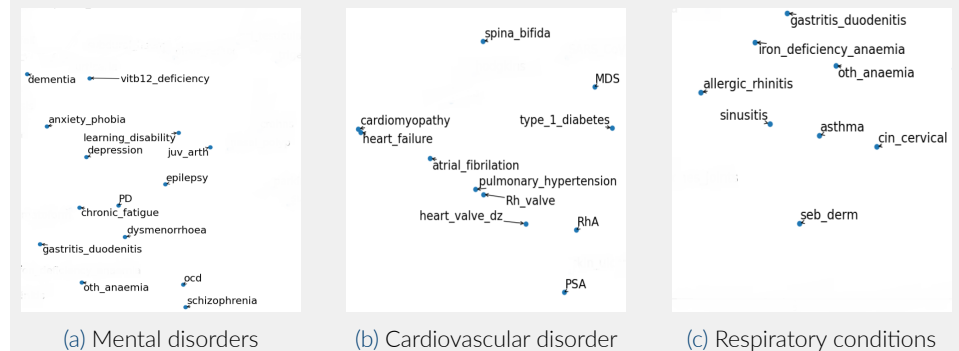 dementia
vitb12_deficiency
anxiety_phobia
learning_disability
depression
juv_arth
epilepsy
PD
chronic_fatigue
dysmenorrhoea
gastritis_duodenitis
oth_anaemia
ocd
schizophrenia
(a) Mental disorders
spina_bifida
MDS
type_1_diabetes
cardiomyopathy
heart_failure
atrial_fibrilation
pulmonary_hypertension
Rh_valve
heart_valve_dz
RhA
PSA
(b) Cardiovascular disorder
gastritis_duodenitis
iron_deficiency_anaemia
oth_anaemia
allergic_rhinitis
sinusitis
asthma
cin_cervical
seb_derm
(c) Respiratory conditions